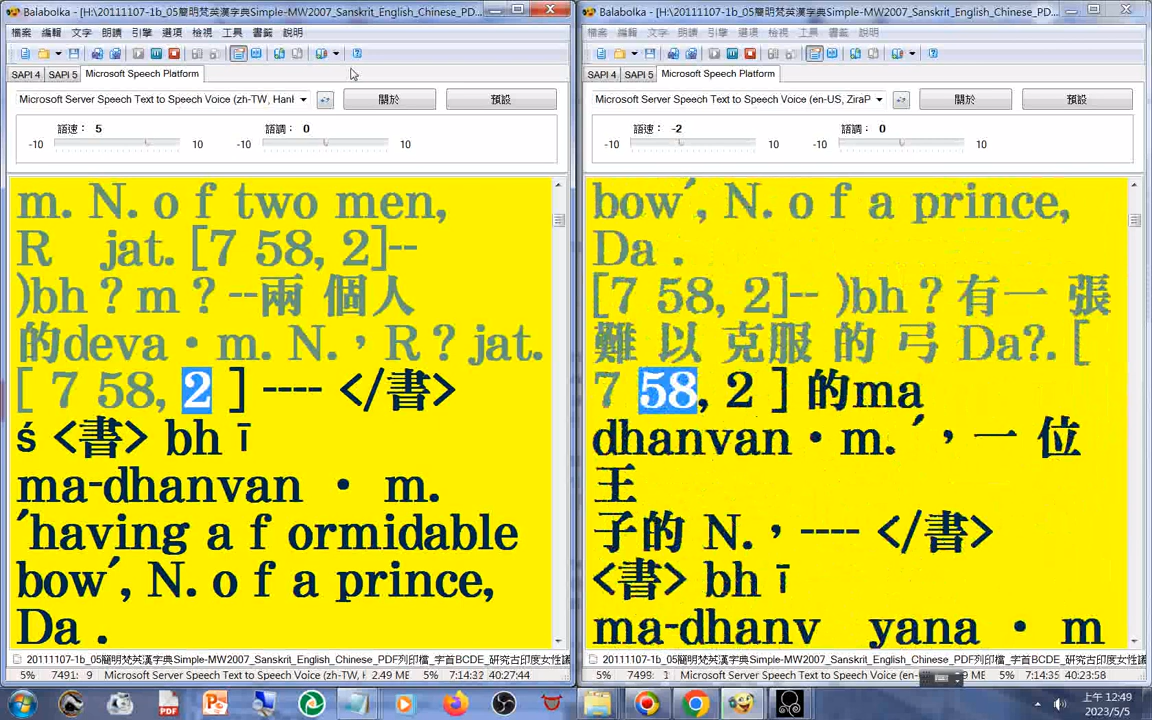 Balabolka - [H:\20111107-1b_05簡明梵英漢字典Simple-MW2007_Sanskrit_English_Chinese_PD...
檔案 編輯 文字 朗讀 引擎 選項 檢視 工具 書籤 說明
SAPI 4 SAPI 5 Microsoft Speech Platform
Microsoft Server Speech Text to Speech Voice (zh-TW, Hanl 關於 預設
語速： 5 語調： 0
-10 10 -10 10
m. N. o f two men,
R jat. [7 58, 2]--
)bh ? m ? --兩 個人
的deva・m. N.，R ? jat.
[ 7 58, 2 ] ---- </書>
ś <書> bh ī
ma-dhanvan ・ m.
´having a f ormidable
bow´, N. o f a prince,
Da .
20111107-1b_05簡明梵英漢字典Simple-MW2007_Sanskrit_English_Chinese_PDF列印檔_字首BCDE_研究古印度女性議
5% 7491: 9 Microsoft Server Speech Text to Speech Voice (zh-TW, H 2.49 MB 5% 7:14:32 40:27:44
Balabolka - [H:\20111107-1b_05簡明梵英漢字典Simple-MW2007_Sanskrit_English_Chinese_PD...
檔案 編輯 文字 朗讀 引擎 選項 檢視 工具 書籤 說明
SAPI 4 SAPI 5 Microsoft Speech Platform
Microsoft Server Speech Text to Speech Voice (en-US, ZiraP 關於 預設
語速： -2 語調： 0
-10 10 -10 10
bow´, N. o f a prince,
Da .
[7 58, 2]-- )bh ? 有一 張
難 以 克服 的 弓 Da?. [
7 58, 2 ] 的ma
dhanvan・m.´，一 位
王
子的 N.，---- </書>
<書> bh ī
ma-dhanv yana ・ m
20111107-1b_05簡明梵英漢字典Simple-MW2007_Sanskrit_English_Chinese_PDF列印檔_字首BCDE_研究古印度女性議
5% 7498: Microsoft Server Speech Text to Speech Voice (en-US, 9 MB 5% 7:14:35 40:23:58
上午 12:49
2023/5/5